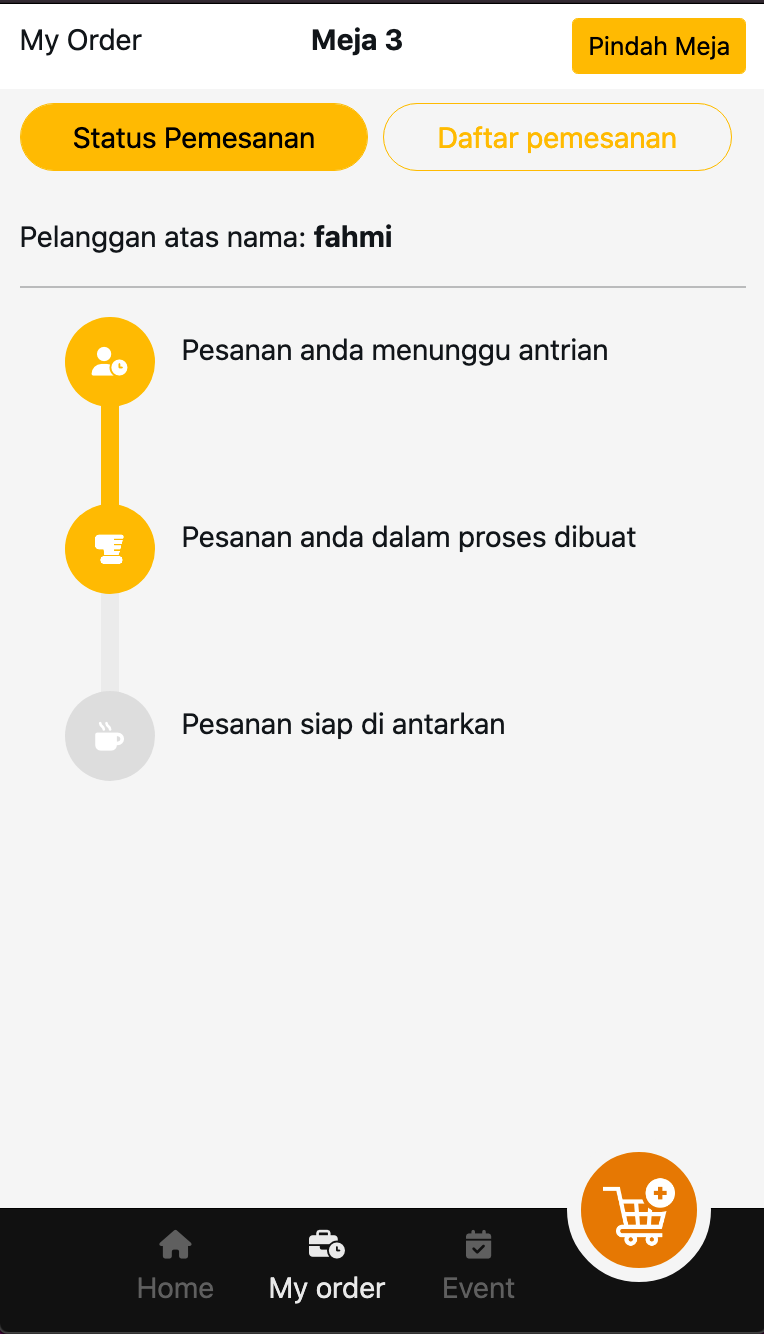 My Order
Meja 3
Pindah Meja
Status Pemesanan
Daftar pemesanan
Pelanggan atas nama: fahmi
Pesanan anda menunggu antrian
Pesanan anda dalam proses dibuat
Pesanan siap di antarkan
Home
My order
Event